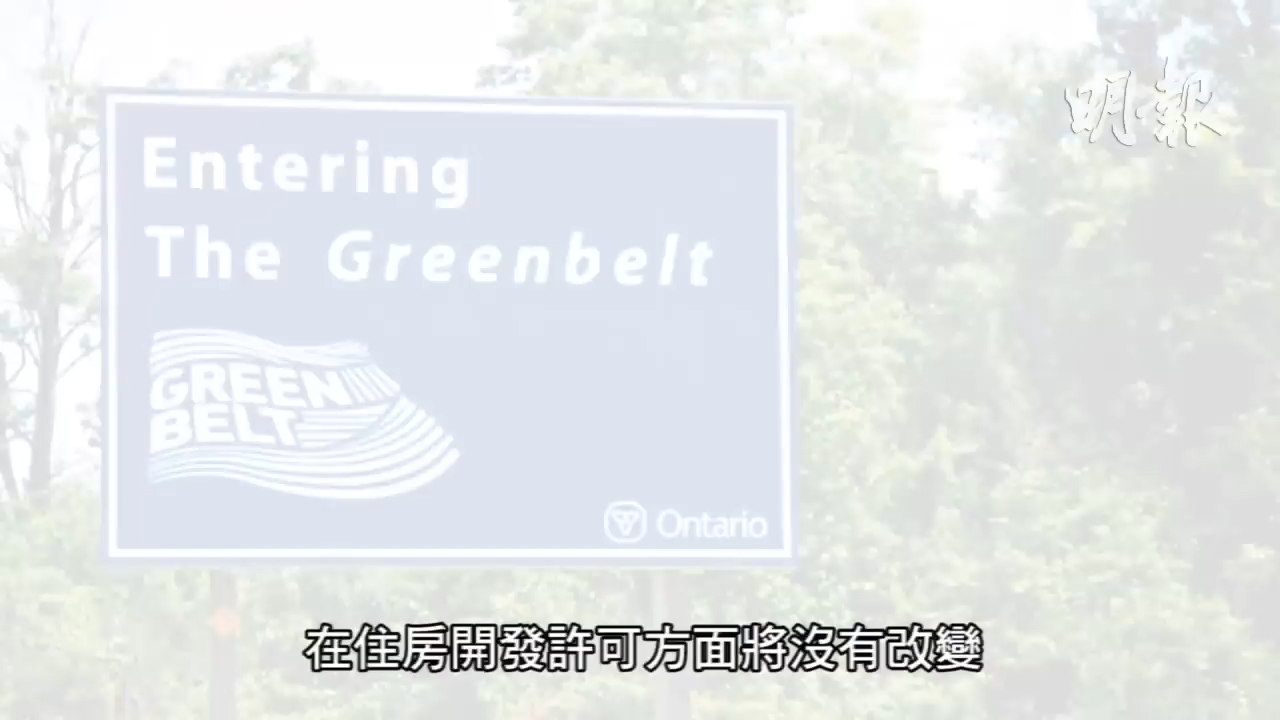 明報
Entering
The Greenbelt
GREEN
BELT
Ontario
在住房開發許可方面將沒有改變